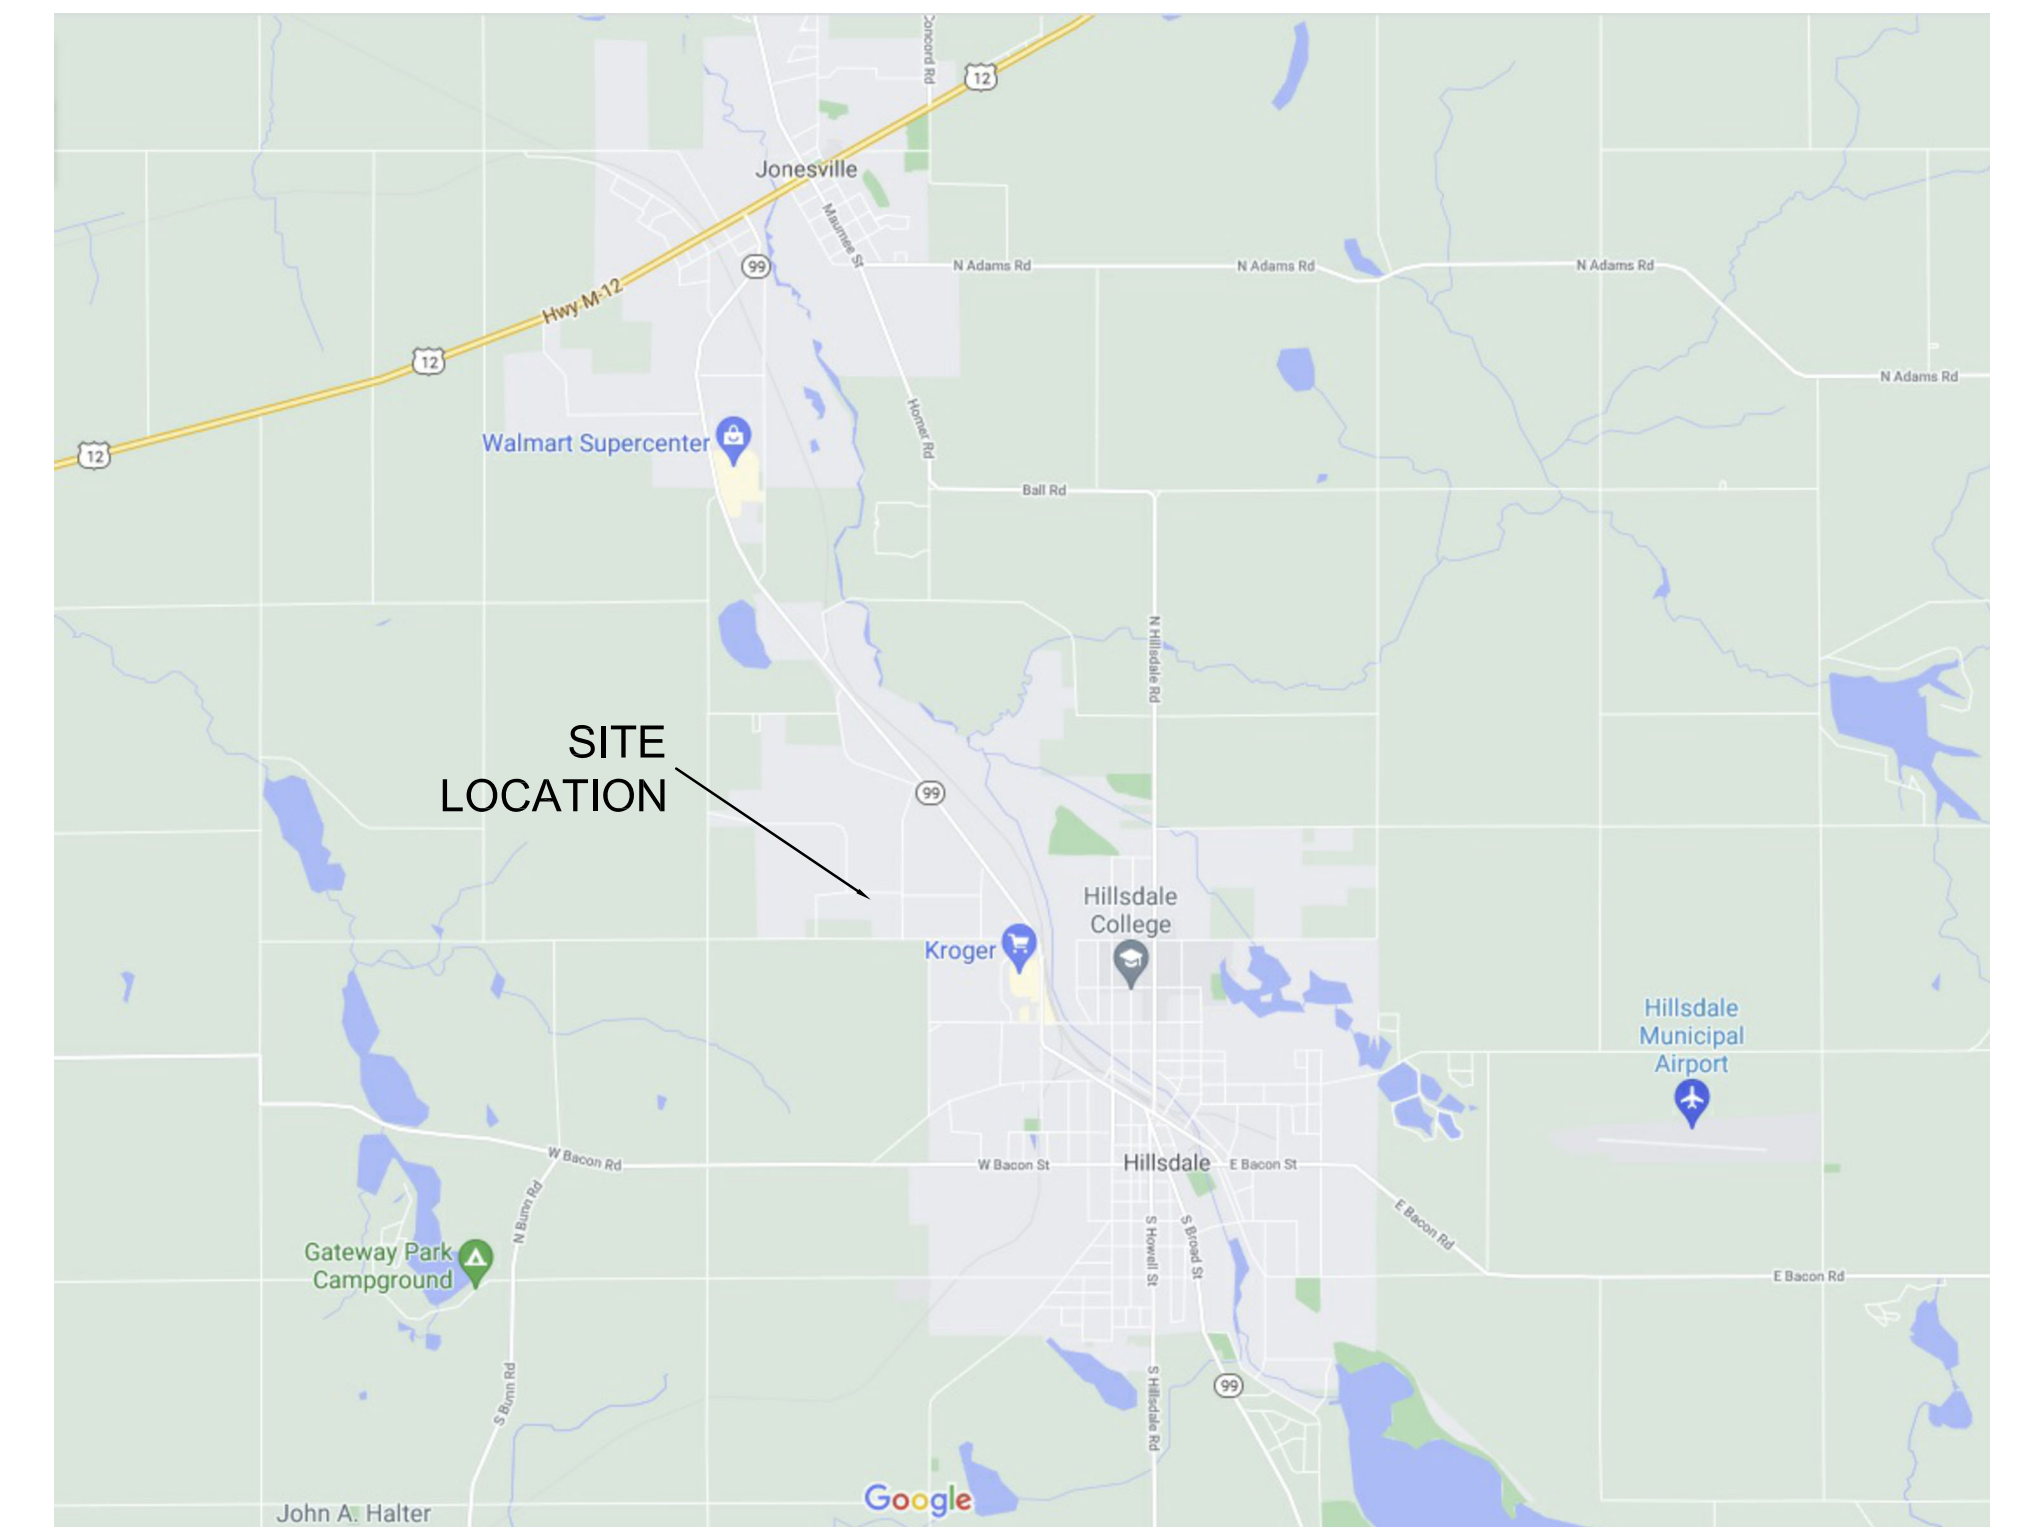 Concord Rd
12
Jonesville
Maumee St
99
N Adams Rd
N Adams Rd
N Adams Rd
Hwy M-12
12
N Adams Rd
Homer Rd
Walmart Supercenter
12
Ball Rd
N Hillsdale Rd
SITE
LOCATION
99
Hillsdale
College
Kroger
Hillsdale
Municipal
Airport
W Bacon Rd
W Bacon St
Hillsdale
E Bacon St
N Bunn Rd
E Bacon Rd
S Howell St
S Broad St
Gateway Park
Campground
E Bacon Rd
S Bunn Rd
S Hillsdale Rd
99
Google
John A. Halter